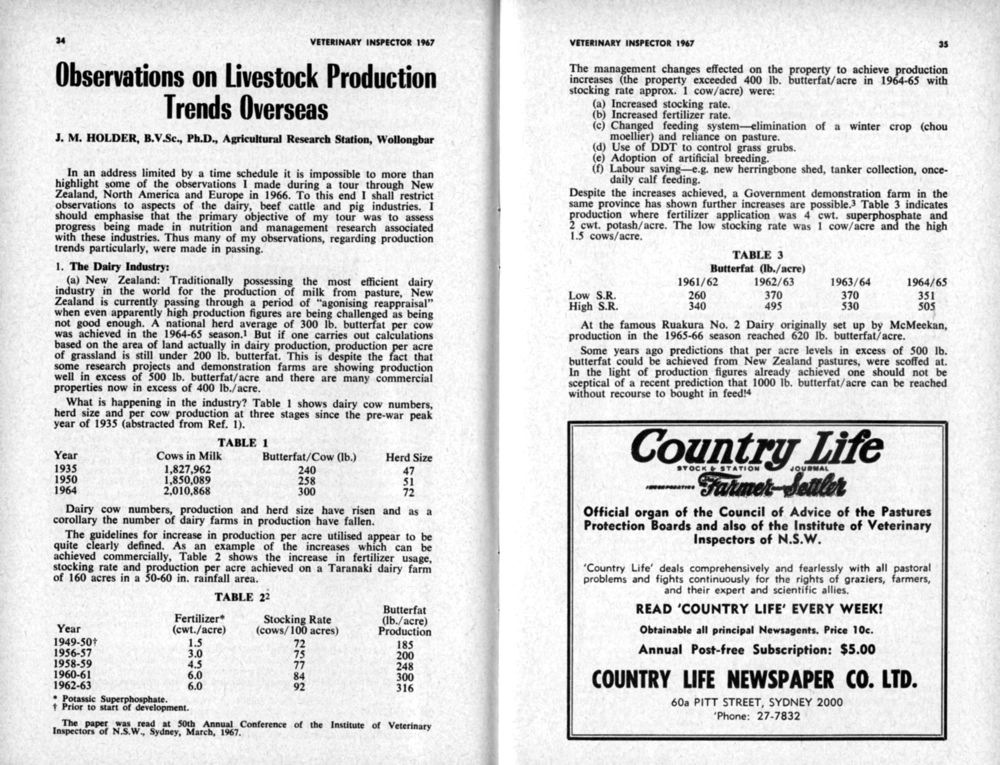 34
VETERINARY INSPECTOR 1967
Observations on Livestock Production
Trends Overseas
J. M. HOLDER, B.V.Sc., Ph.D., Agricultural Research Station, Wollongbar
In an address limited by a time schedule it is impossible to more than
highlight some of the observations I made during a tour through New
Zealand, North America and Europe in 1966. To this end I shall restrict
observations to aspects of the dairy, beef cattle and pig industries. I
should emphasise that the primary objective of my tour was to assess
progress being made in nutrition and management research associated
with these industries. Thus many of my observations, regarding production
trends particularly, were made in passing.
1. The Dairy Industry:
(a) New Zealand: Traditionally possessing the most efficient dairy
industry in the world for the production of milk from pasture, New
Zealand is currently passing through a period of "agonising reappraisal"
when even apparently high production figures are being challenged as being
not good enough. A national herd average of 300 lb. butterfat per cow
was achieved in the 1964-65 season.1 But if one carries out calculations
based on the area of land actually in dairy production, production per acre
of grassland is still under 200 lb. butterfat. This is despite the fact that
some research projects and demonstration farms are showing production
well in excess of 500 lb. butterfat/acre and there are many commercial
properties now in excess of 400 lb./acre.
What is happening in the industry? Table 1 shows dairy cow numbers,
herd size and per cow production at three stages since the pre-war peak
year of 1935 (abstracted from Ref. 1).
TABLE 1
Year Cows in Milk Butterfat/Cow (lb.) Herd Size
1935 1,827,962 240 47
1950 1,850,089 258 51
1964 2,010,868 300 72
Dairy cow numbers, production and herd size have risen and as a
corollary the number of dairy farms in production have fallen.
The guidelines for increase in production per acre utilised appear to be
quite clearly defined. As an example of the increases which can be
achieved commercially, Table 2 shows the increase in fertilizer usage,
stocking rate and production per acre achieved on a Taranaki dairy farm
of 160 acres in a 50-60 in. rainfall area.
TABLE 2²
Butterfat
Fertilizer* Stocking Rate (lb./acre)
Year (cwt./acre) (cows/100 acres) Production
1949-50† 1.5 72 185
1956-57 3.0 75 200
1958-59 4.5 77 248
1960-61 6.0 84 300
1962-63 6.0 92 316
* Potassic Superphosphate.
† Prior to start of development.
The paper was read at 50th Annual Conference of the Institute of Veterinary
Inspectors of N.S.W., Sydney, March, 1967.
VETERINARY INSPECTOR 1967
35
The management changes effected on the property to achieve production
increases (the property exceeded 400 lb. butterfat/acre in 1964-65 with
stocking rate approx. 1 cow/acre) were:
(a) Increased stocking rate.
(b) Increased fertilizer rate.
(c) Changed feeding system—elimination of a winter crop (chou
moellier) and reliance on pasture.
(d) Use of DDT to control grass grubs.
(e) Adoption of artificial breeding.
(f) Labour saving—e.g. new herringbone shed, tanker collection, once-
daily calf feeding.
Despite the increases achieved, a Government demonstration farm in the
same province has shown further increases are possible.3 Table 3 indicates
production where fertilizer application was 4 cwt. superphosphate and
2 cwt. potash/acre. The low stocking rate was 1 cow/acre and the high
1.5 cows/acre.
TABLE 3
Butterfat (lb./acre)
1961/62 1962/63 1963/64 1964/65
Low S.R. 260 370 370 351
High S.R. 340 495 530 505
At the famous Ruakura No. 2 Dairy originally set up by McMeekan,
production in the 1965-66 season reached 620 lb. butterfat/acre.
Some years ago predictions that per acre levels in excess of 500 lb.
butterfat could be achieved from New Zealand pastures, were scoffed at.
In the light of production figures already achieved one should not be
sceptical of a recent prediction that 1000 lb. butterfat/acre can be reached
without recourse to bought in feed!4
Country Life
STOCK & STATION JOURNAL
INCORPORATING Farmer-Settler
Official organ of the Council of Advice of the Pastures
Protection Boards and also of the Institute of Veterinary
Inspectors of N.S.W.
'Country Life' deals comprehensively and fearlessly with all pastoral
problems and fights continuously for the rights of graziers, farmers,
and their expert and scientific allies.
READ 'COUNTRY LIFE' EVERY WEEK!
Obtainable all principal Newsagents. Price 10c.
Annual Post-free Subscription: $5.00
COUNTRY LIFE NEWSPAPER CO. LTD.
60a PITT STREET, SYDNEY 2000
'Phone: 27-7832